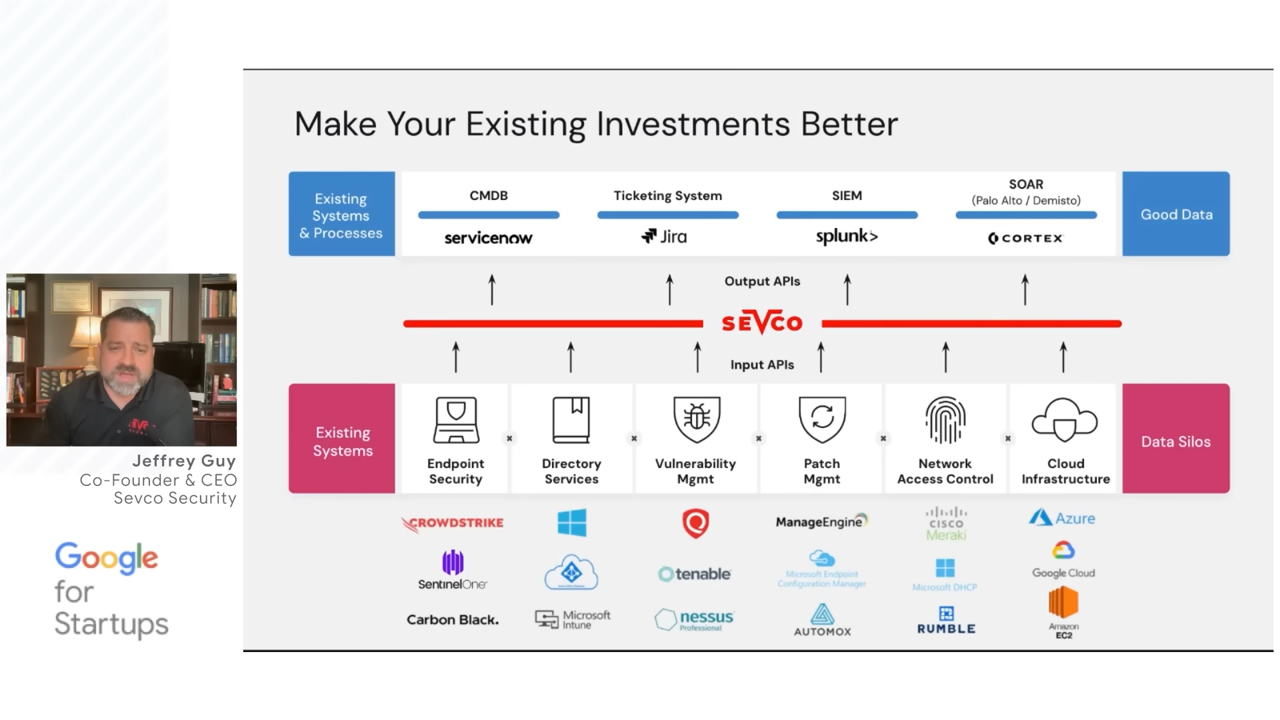 Make Your Existing Investments Better
Existing
Systems
& Processes
CMDB
servicenow
Ticketing System
Jira
SIEM
splunk>
SOAR
(Palo Alto / Demisto)
CORTEX
Good Data
Output APIs
SEVCO
Input APIs
Existing
Systems
Endpoint
Security
Directory
Services
Vulnerability
Mgmt
Patch
Mgmt
Network
Access Control
Cloud
Infrastructure
Data Silos
CROWDSTRIKE
SentinelOne
Carbon Black.
Microsoft
Intune
tenable
nessus
Professional
ManageEngine
Microsoft Endpoint
Configuration Manager
AUTOMOX
CISCO
Meraki
Microsoft DHCP
RUMBLE
Azure
Google Cloud
Amazon
EC2
Jeffrey Guy
Co-Founder & CEO
Sevco Security
Google
for
Startups